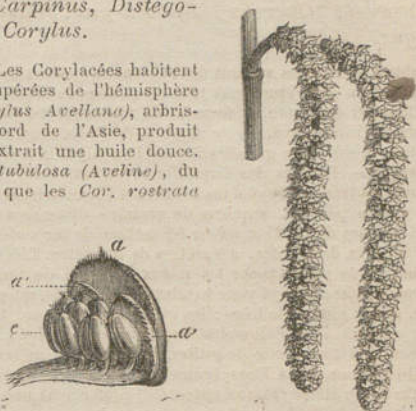 Carpinus, Distego-
Corylus.
Les Corylacées habitent
pérées de l'hémisphère
ylus Avellana), arbris-
ord de l'Asie, produit
xtrait une huile douce.
tubulosa (Aveline), du
que les Cor. rostrata
a
a'
c
a'